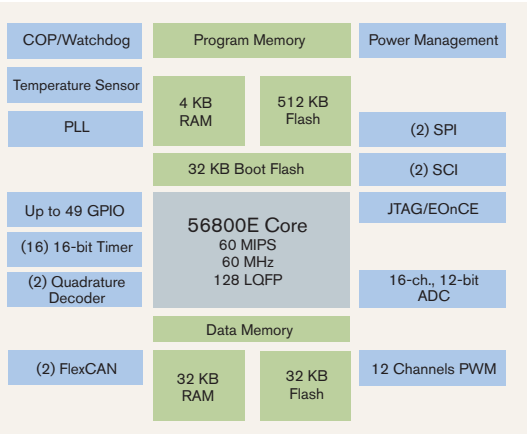 COP/Watchdog
Program Memory
Power Management
Temperature Sensor
4 KB
RAM
512 KB
Flash
PLL
(2) SPI
32 KB Boot Flash
(2) SCI
Up to 49 GPIO
56800E Core
60 MIPS
60 MHz
128 LQFP
JTAG/EOnCE
(16) 16-bit Timer
(2) Quadrature
Decoder
16-ch., 12-bit
ADC
Data Memory
(2) FlexCAN
32 KB
RAM
32 KB
Flash
12 Channels PWM